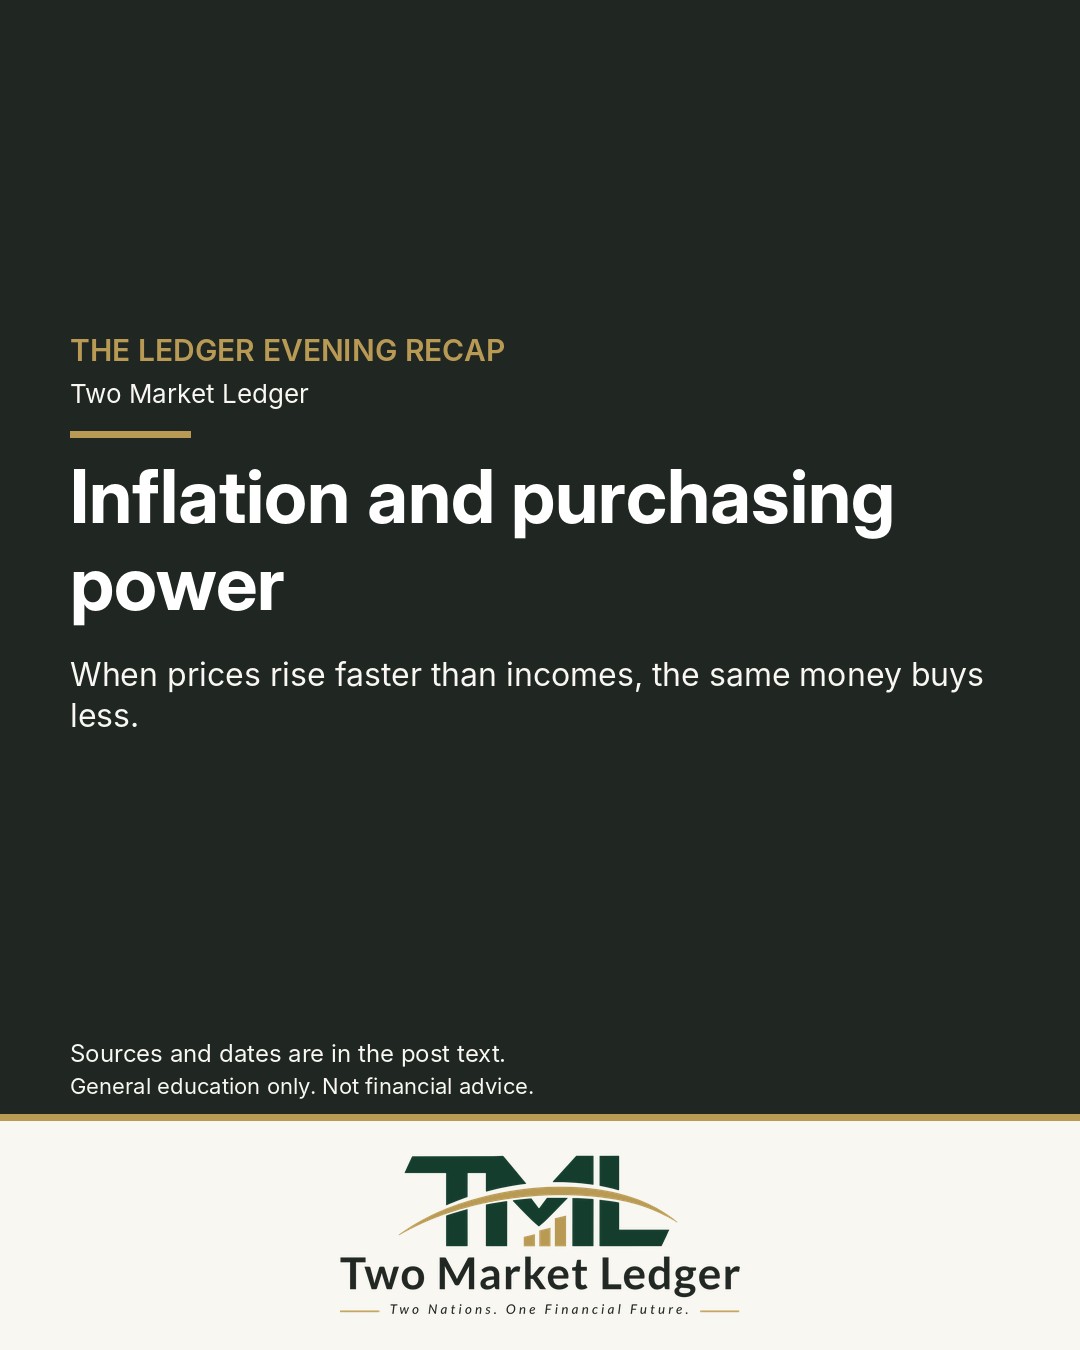 THE LEDGER EVENING RECAP
Two Market Ledger
Inflation and purchasing
power
When prices rise faster than incomes, the same money buys
less.
Sources and dates are in the post text.
General education only. Not financial advice.
TML
Two Market Ledger
Two Nations. One Financial Future.